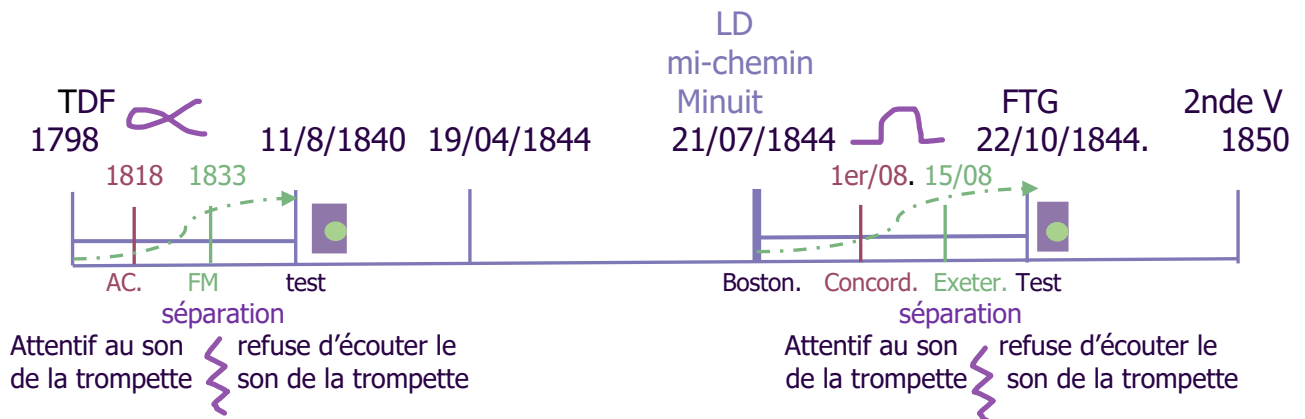 LD
mi-chemin
TDF Minuit FTG 2nde V
1798 11/8/1840 19/04/1844 21/07/1844 22/10/1844. 1850
1818 1833 1er/08. 15/08
AC. FM test Boston. Concord. Exeter. Test
séparation séparation
Attentif au son refuse d’écouter le Attentif au son refuse d’écouter le
de la trompette son de la trompette de la trompette son de la trompette